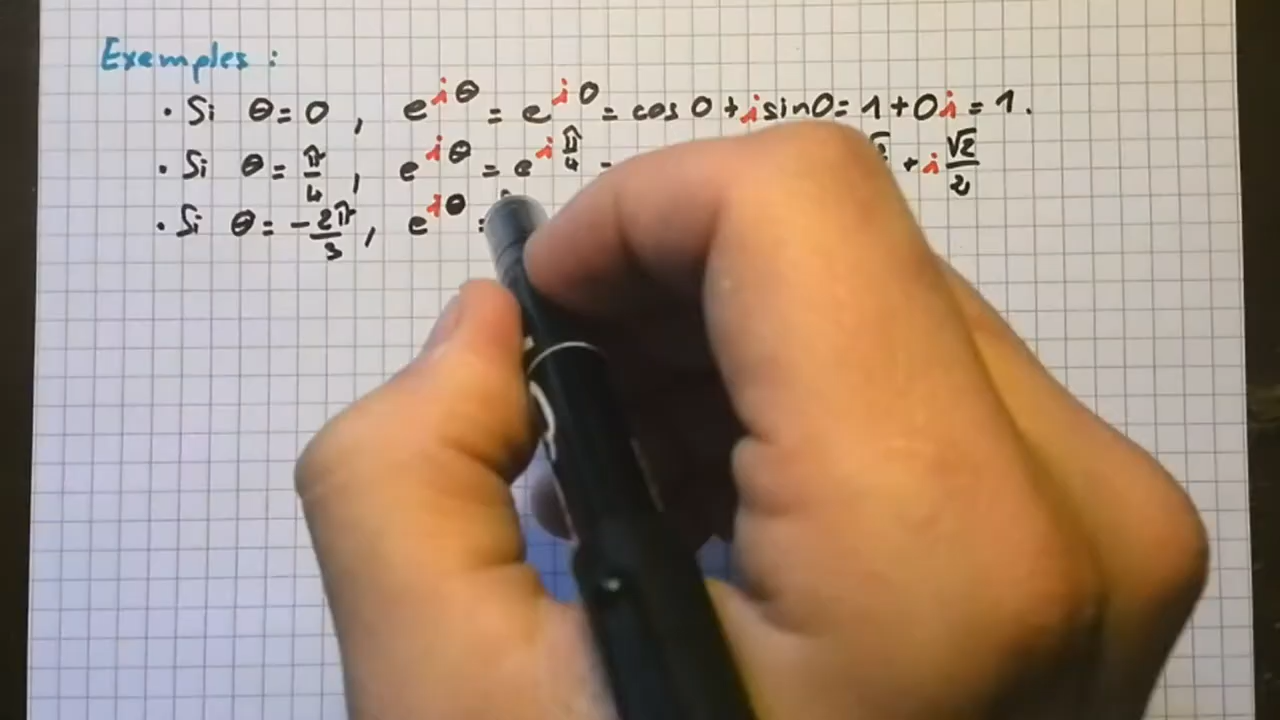 Exemples :
• Si θ = 0 , e^{iθ} = e^{i0} = cos 0 + i sin 0 = 1 + 0i = 1.
• Si θ = π/4 , e^{iθ} = e^{iπ/4} = + i √2/2
• Si θ = -2π/3 , e^{iθ} =